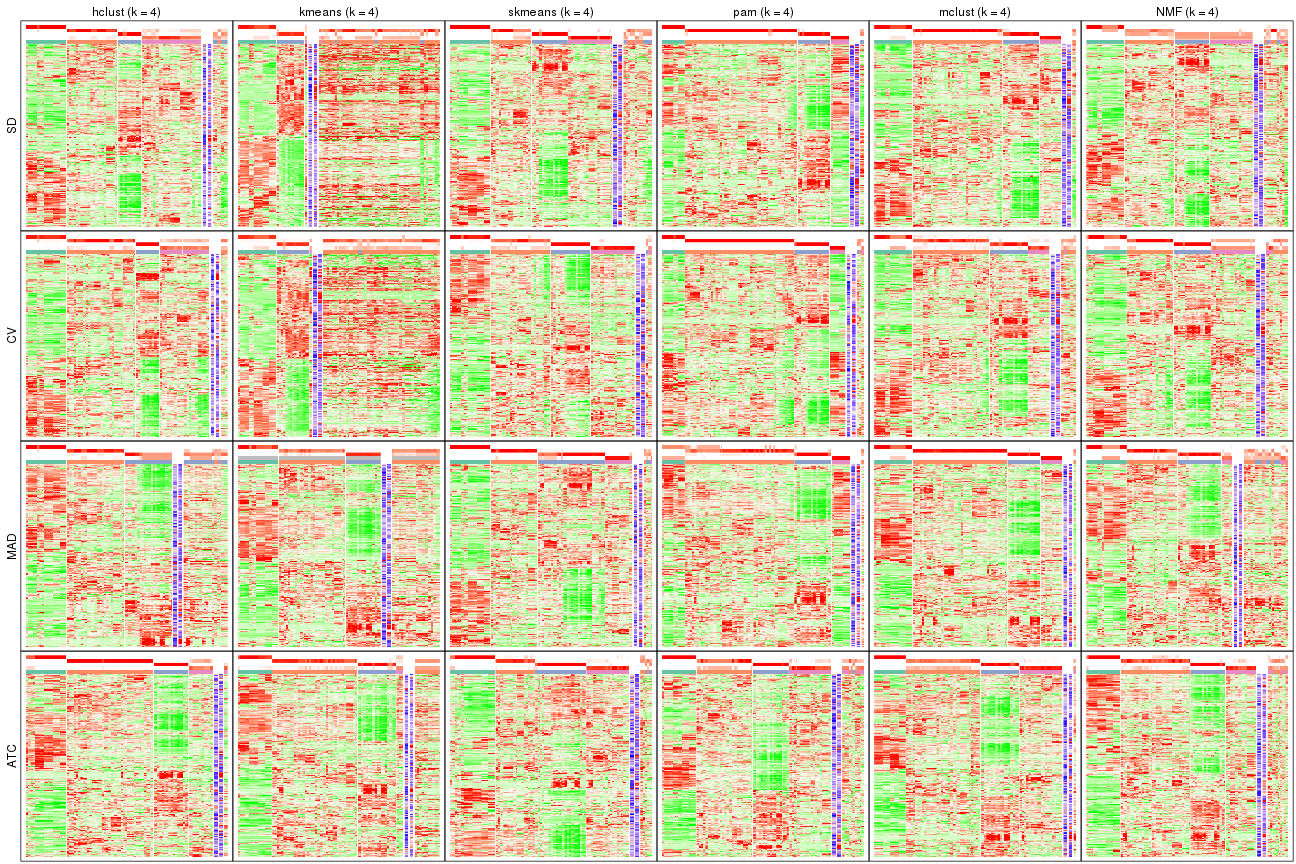 hclust (k = 4) kmeans (k = 4) skmeans (k = 4) pam (k = 4) mclust (k = 4) NMF (k = 4)
SD
CV
MAD
ATC